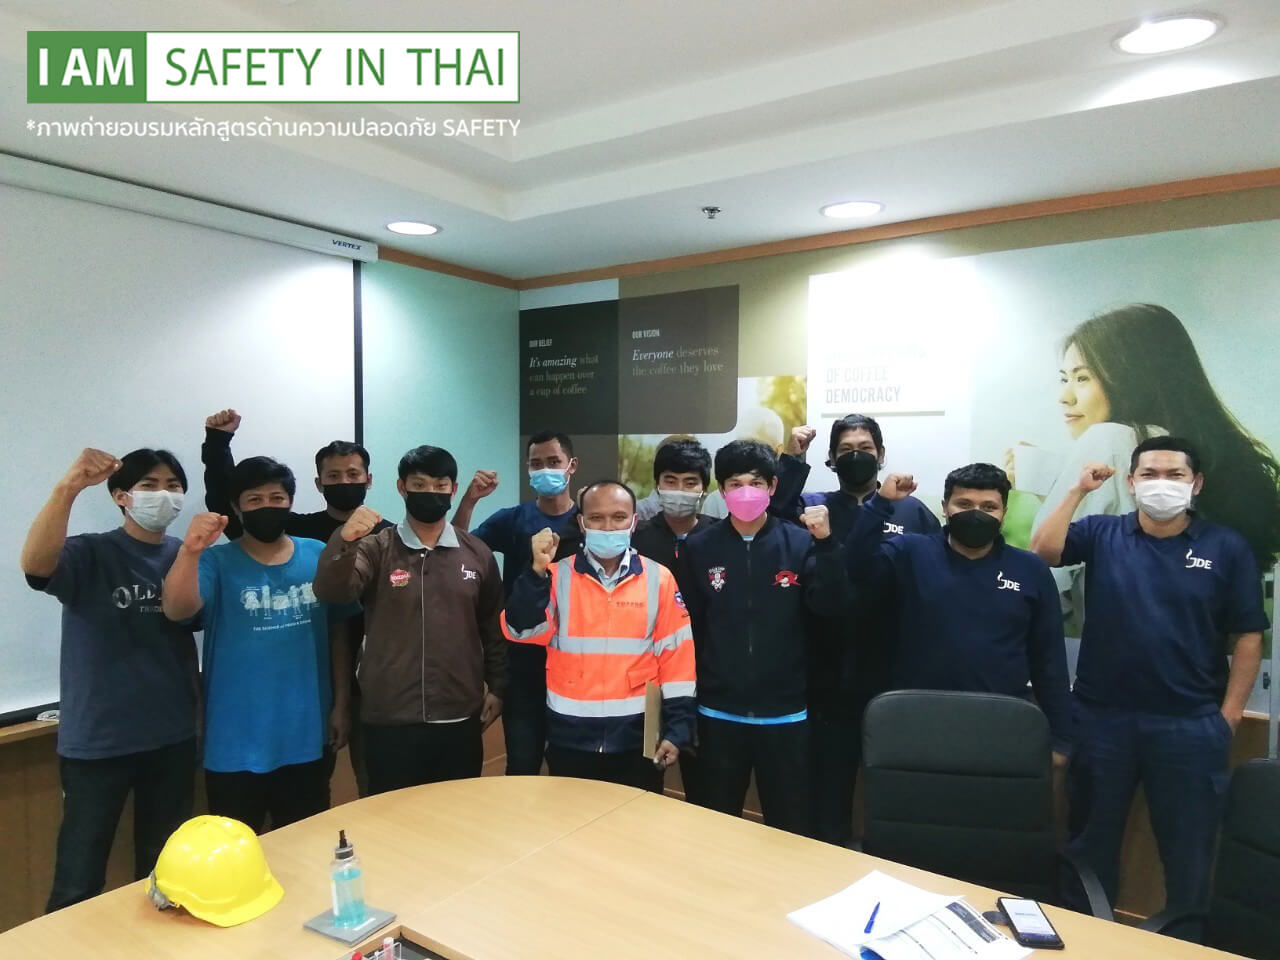 I AM SAFETY IN THAI
*ภาพถ่ายอบรมหลักสูตรด้านความปลอดภัย SAFETY
VERTEX
OUR BELIEF
It's amazing what
can happen over
a cup of coffee
OUR VISION
Everyone deserves
the coffee they love
OF COFFEE
DEMOCRACY
JDE
JDE
JDE
JDE
OLD